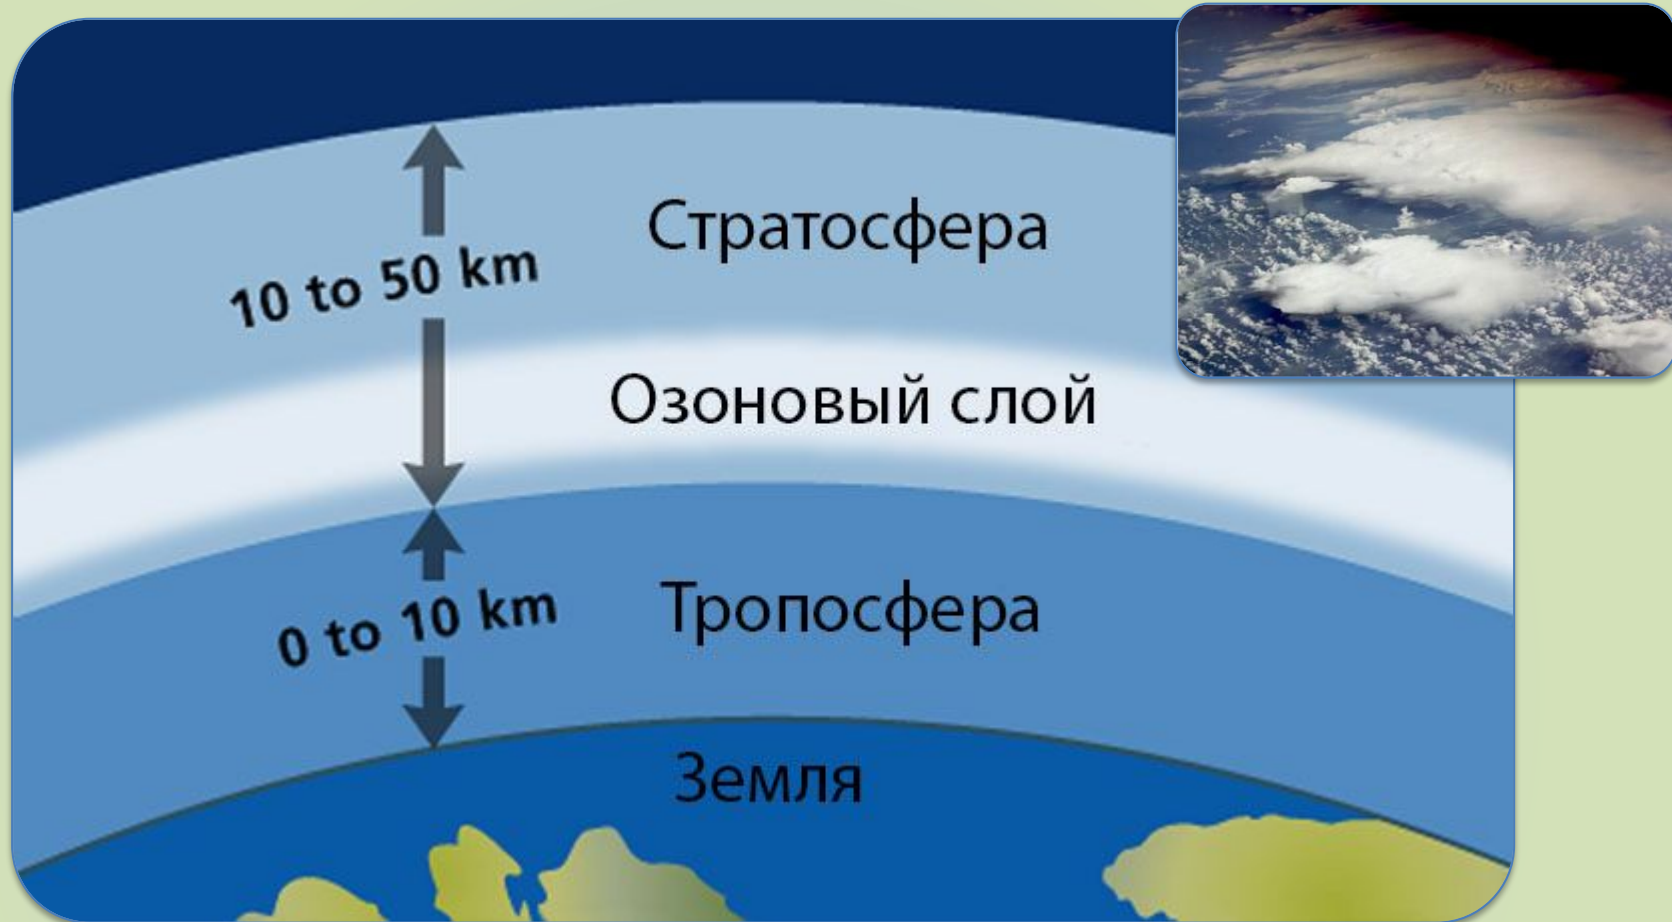 Стратосфера
10 to 50 km
Озоновый слой
Тропосфера
0 to 10 km
Земля